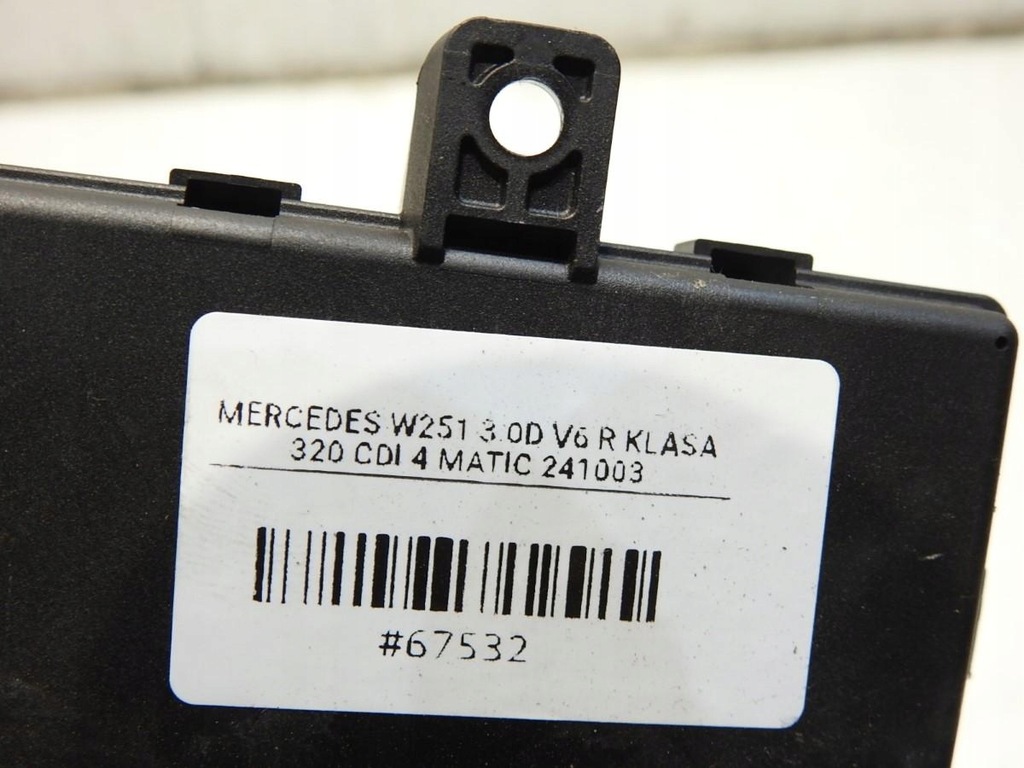 MERCEDES W251 3.0D V6 R KLASA
320 CDI 4 MATIC 241003
#67532